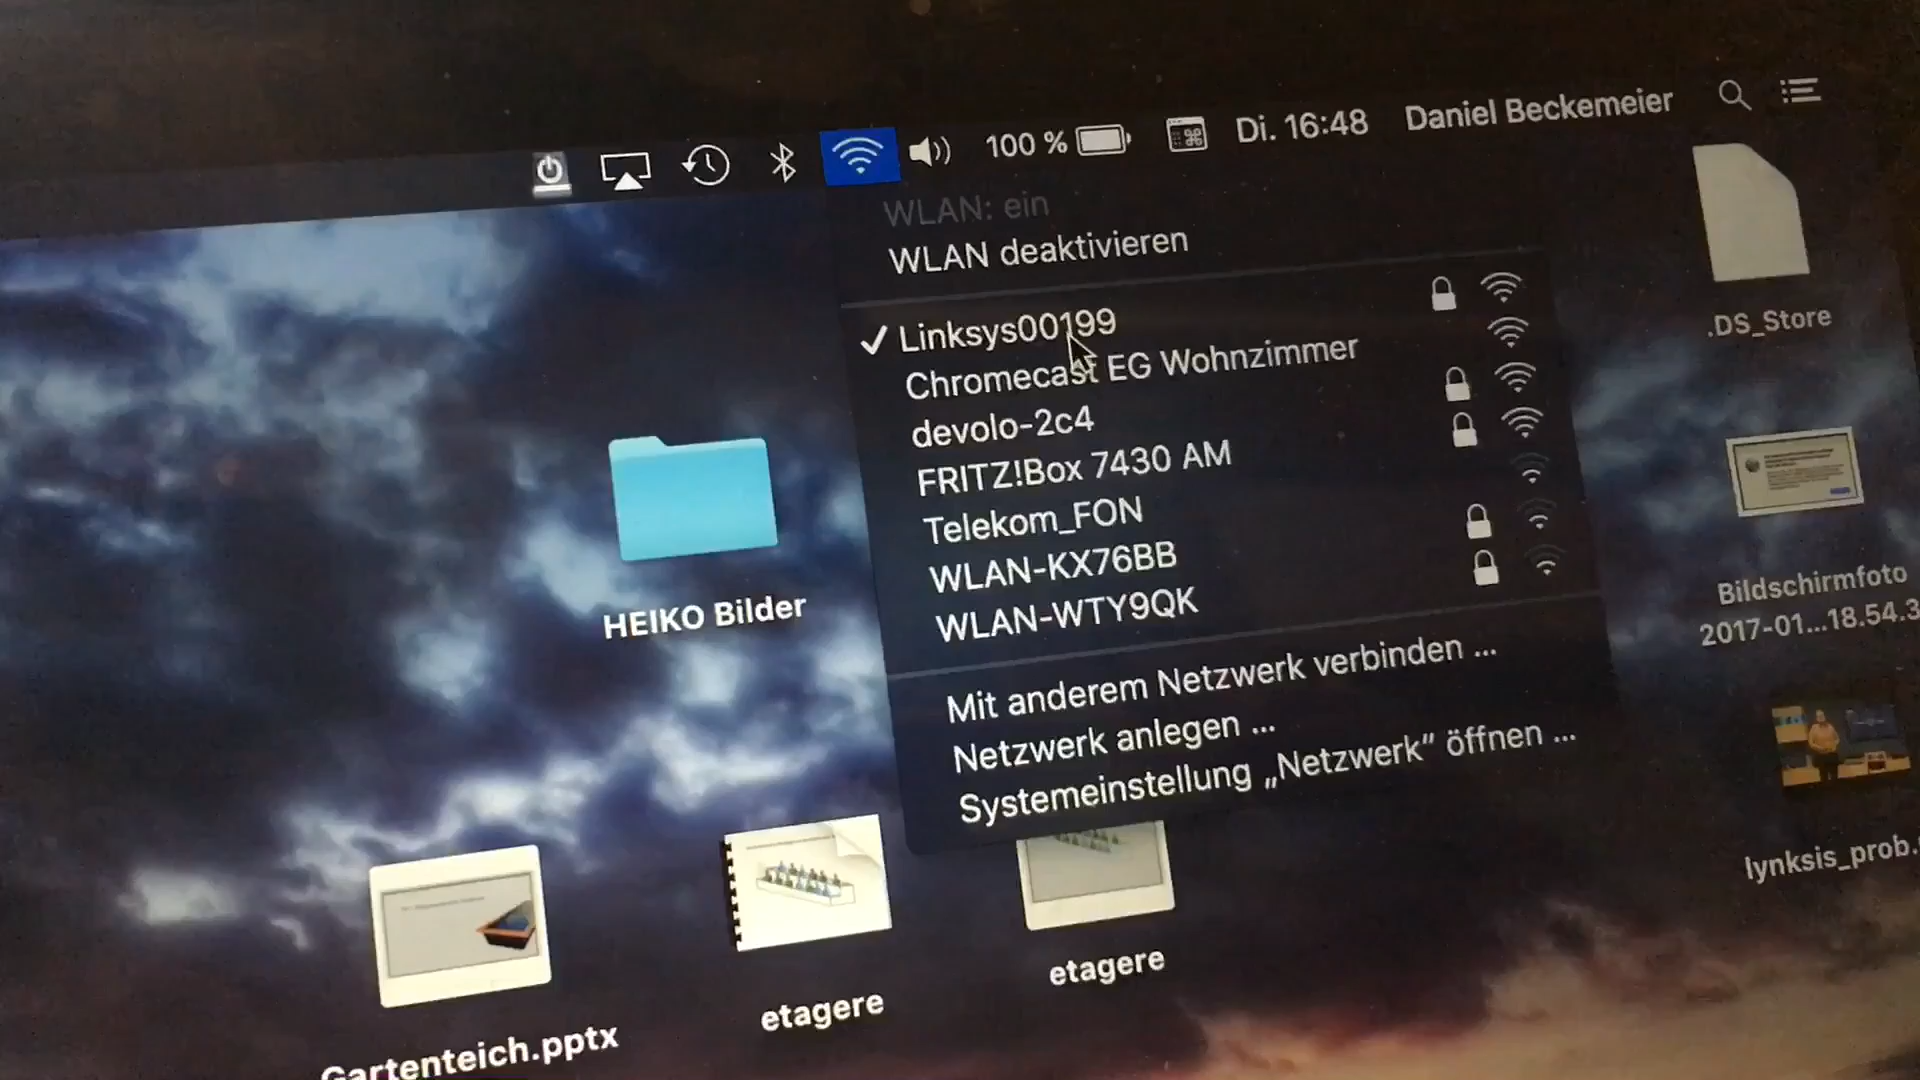 100 %
Di. 16:48
Daniel Beckemeier
WLAN: ein
WLAN deaktivieren
Linksys00199
Chromecast EG Wohnzimmer
devolo-2c4
FRITZ!Box 7430 AM
Telekom_FON
WLAN-KX76BB
WLAN-WTY9QK
Mit anderem Netzwerk verbinden ...
Netzwerk anlegen ...
Systemeinstellung „Netzwerk“ öffnen ...
.DS_Store
HEIKO Bilder
Bildschirmfoto
2017-01...18.54.3
lynksis_prob.
etagere
etagere
Gartenteich.pptx